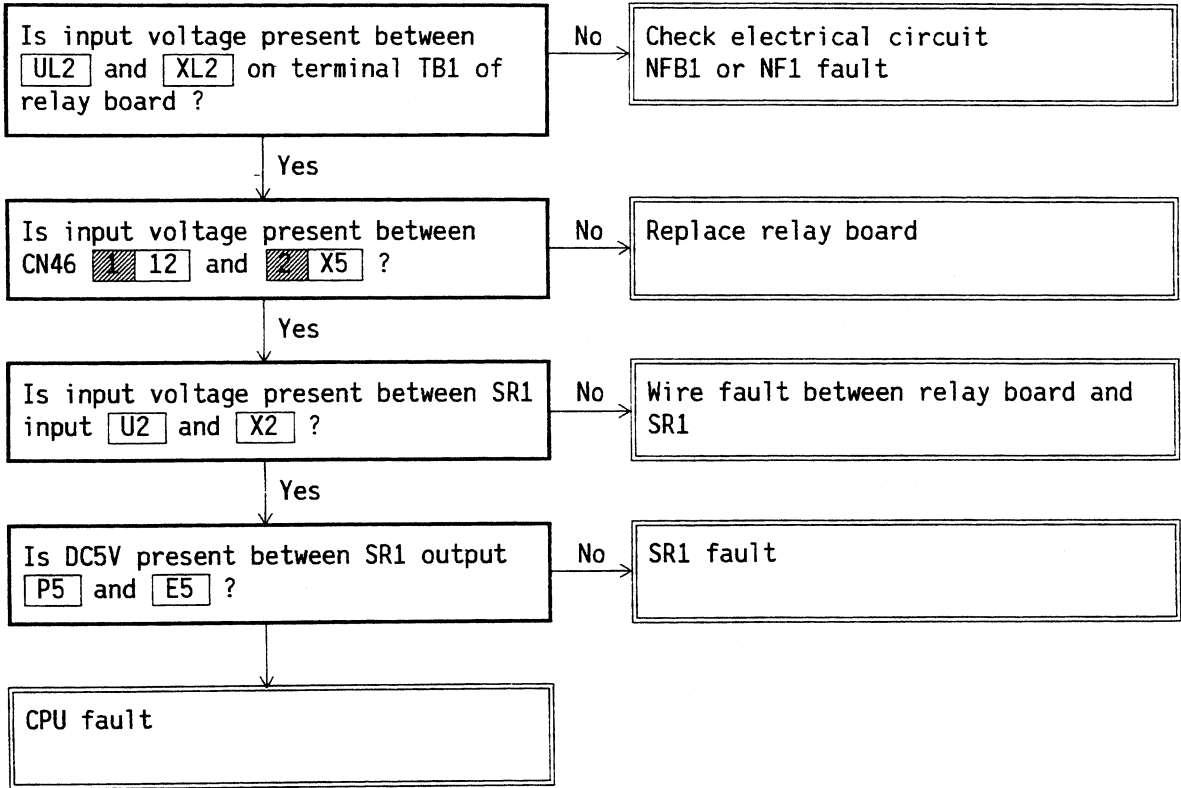 Is input voltage present between
UL2 and XL2 on terminal TB1 of
relay board ?
No
Check electrical circuit
NFB1 or NF1 fault
Yes
Is input voltage present between
CN46 1 12 and 2 X5 ?
No
Replace relay board
Yes
Is input voltage present between SR1
input U2 and X2 ?
No
Wire fault between relay board and
SR1
Yes
Is DC5V present between SR1 output
P5 and E5 ?
No
SR1 fault
CPU fault